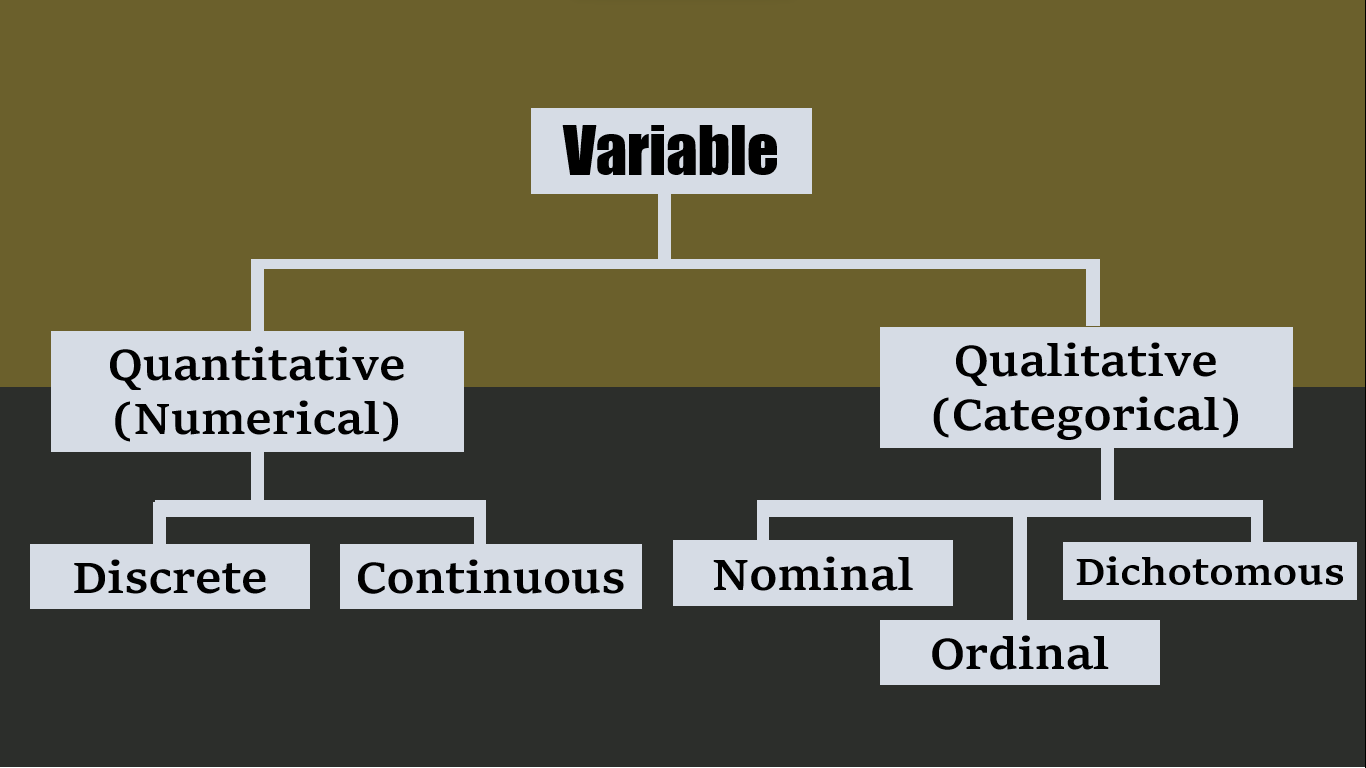 Variable
Quantitative
(Numerical)
Qualitative
(Categorical)
Discrete
Continuous
Nominal
Ordinal
Dichotomous